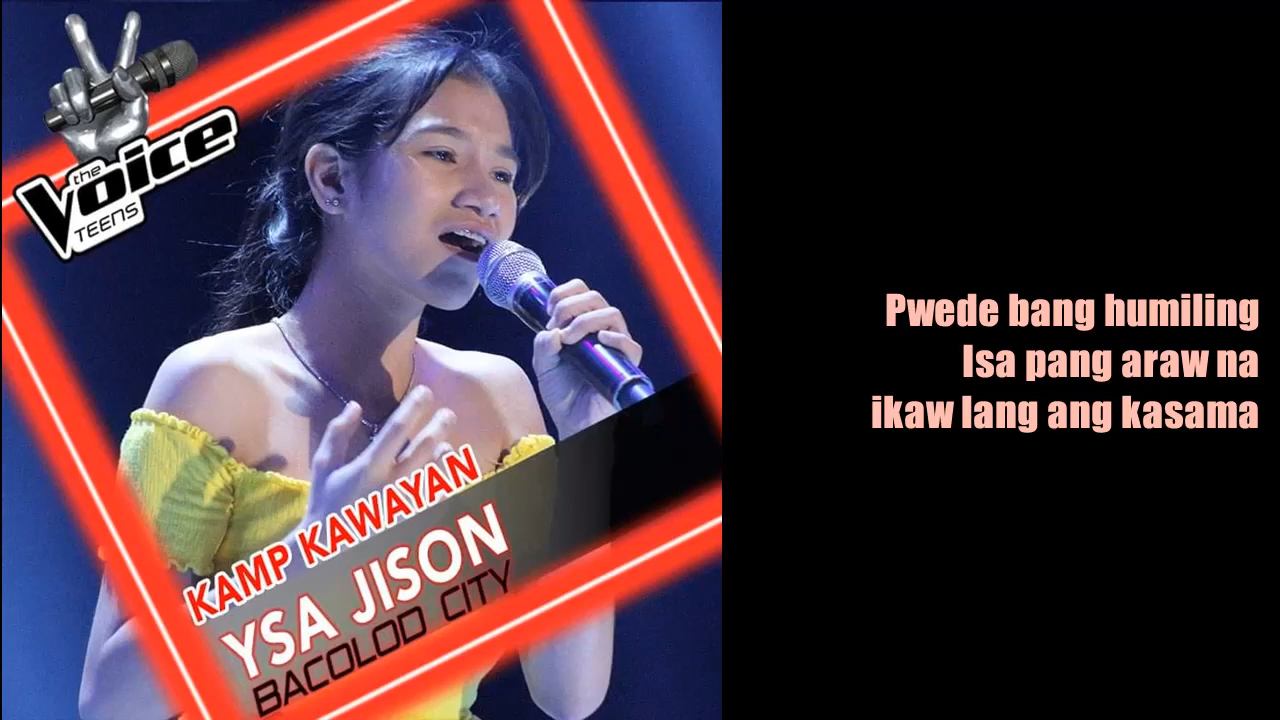 the
Voice
TEENS
KAMP KAWAYAN
YSA JISON
BACOLOD CITY
Pwede bang humiling
Isa pang araw na
ikaw lang ang kasama